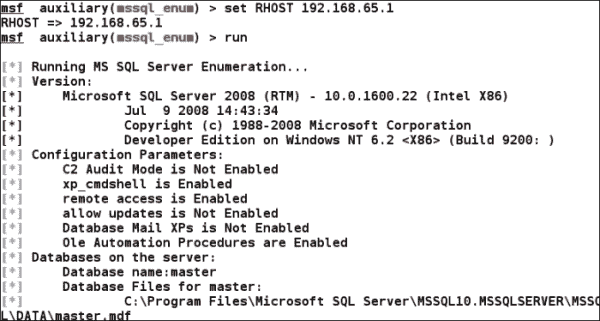 msf auxiliary(mssql_enum) > set RHOST 192.168.65.1
RHOST => 192.168.65.1
msf auxiliary(mssql_enum) > run
[*] Running MS SQL Server Enumeration...
[*] Version:
[*] Microsoft SQL Server 2008 (RTM) - 10.0.1600.22 (Intel X86)
[*] Jul 9 2008 14:43:34
[*] Copyright (c) 1988-2008 Microsoft Corporation
[*] Developer Edition on Windows NT 6.2 <X86> (Build 9200: )
[*] Configuration Parameters:
[*] C2 Audit Mode is Not Enabled
[*] xp_cmdshell is Enabled
[*] remote access is Enabled
[*] allow updates is Not Enabled
[*] Database Mail XPs is Not Enabled
[*] Ole Automation Procedures are Enabled
[*] Databases on the server:
[*] Database name:master
[*] Database Files for master:
[*] C:\Program Files\Microsoft SQL Server\MSSQL10.MSSQLSERVER\MSSQ
L\DATA\master.mdf